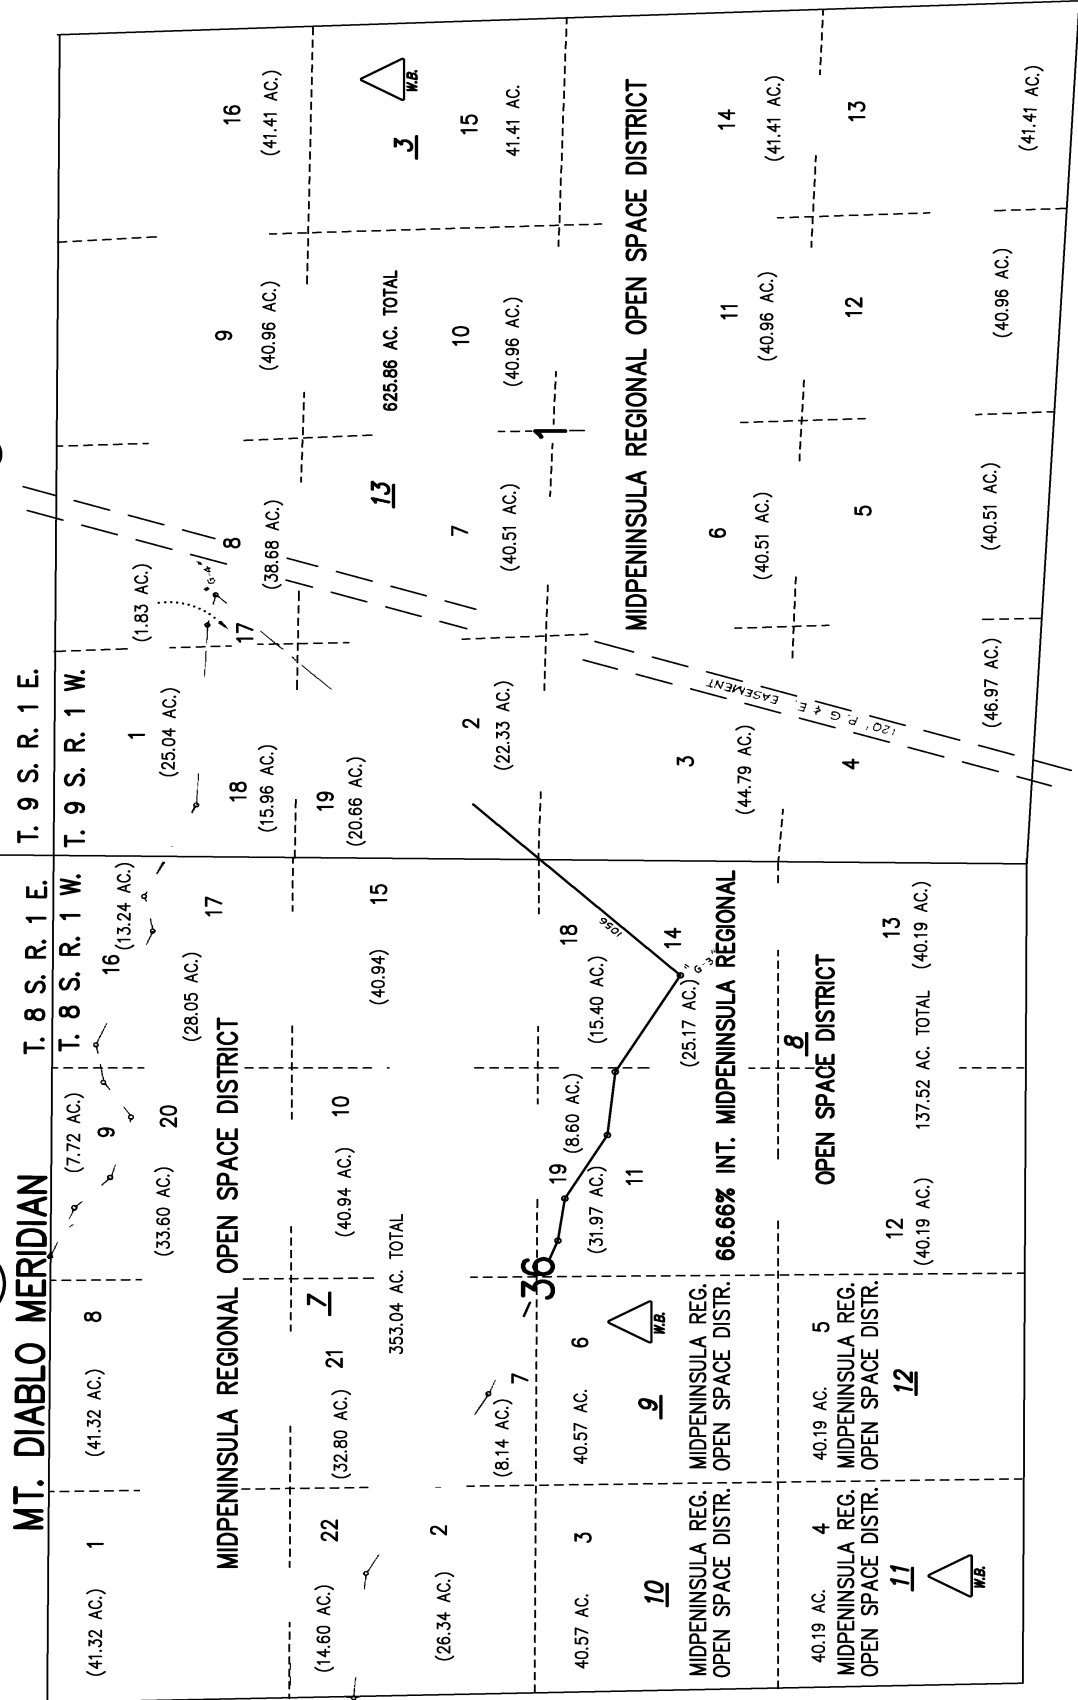 MT. DIABLO MERIDIAN
T. 8 S. R. 1 E.
T. 8 S. R. 1 W.
T. 9 S. R. 1 E.
T. 9 S. R. 1 W.
(41.32 AC.)
1
(41.32 AC.)
8
(7.72 AC.)
9
16
(13.24 AC.)
(33.60 AC.)
20
(28.05 AC.)
17
MIDPENINSULA REGIONAL OPEN SPACE DISTRICT
(14.60 AC.)
22
(32.80 AC.)
21
7
(40.94 AC.)
10
(40.94)
15
353.04 AC. TOTAL
(26.34 AC.)
2
(8.14 AC.)
7
36
40.57 AC.
3
40.57 AC.
6
W.B.
(31.97 AC.)
19
(8.60 AC.)
11
(15.40 AC.)
18
1056
14
"G-3"
(25.17 AC.)
10
9
MIDPENINSULA REG.
OPEN SPACE DISTR.
MIDPENINSULA REG.
OPEN SPACE DISTR.
66.66% INT. MIDPENINSULA REGIONAL
OPEN SPACE DISTRICT
8
40.19 AC.
4
MIDPENINSULA REG.
OPEN SPACE DISTR.
11
W.B.
40.19 AC.
5
MIDPENINSULA REG.
OPEN SPACE DISTR.
12
12
(40.19 AC.)
137.52 AC. TOTAL
13
(40.19 AC.)
1
(25.04 AC.)
(1.83 AC.)
17
"G-4"
8
(38.68 AC.)
9
(40.96 AC.)
16
(41.41 AC.)
18
(15.96 AC.)
19
(20.66 AC.)
13
625.86 AC. TOTAL
3
W.B.
2
(22.33 AC.)
7
(40.51 AC.)
10
(40.96 AC.)
15
41.41 AC.
1
MIDPENINSULA REGIONAL OPEN SPACE DISTRICT
3
(44.79 AC.)
120' P. G & E. EASEMENT
6
(40.51 AC.)
11
(40.96 AC.)
14
(41.41 AC.)
4
(46.97 AC.)
5
(40.51 AC.)
12
(40.96 AC.)
13
(41.41 AC.)